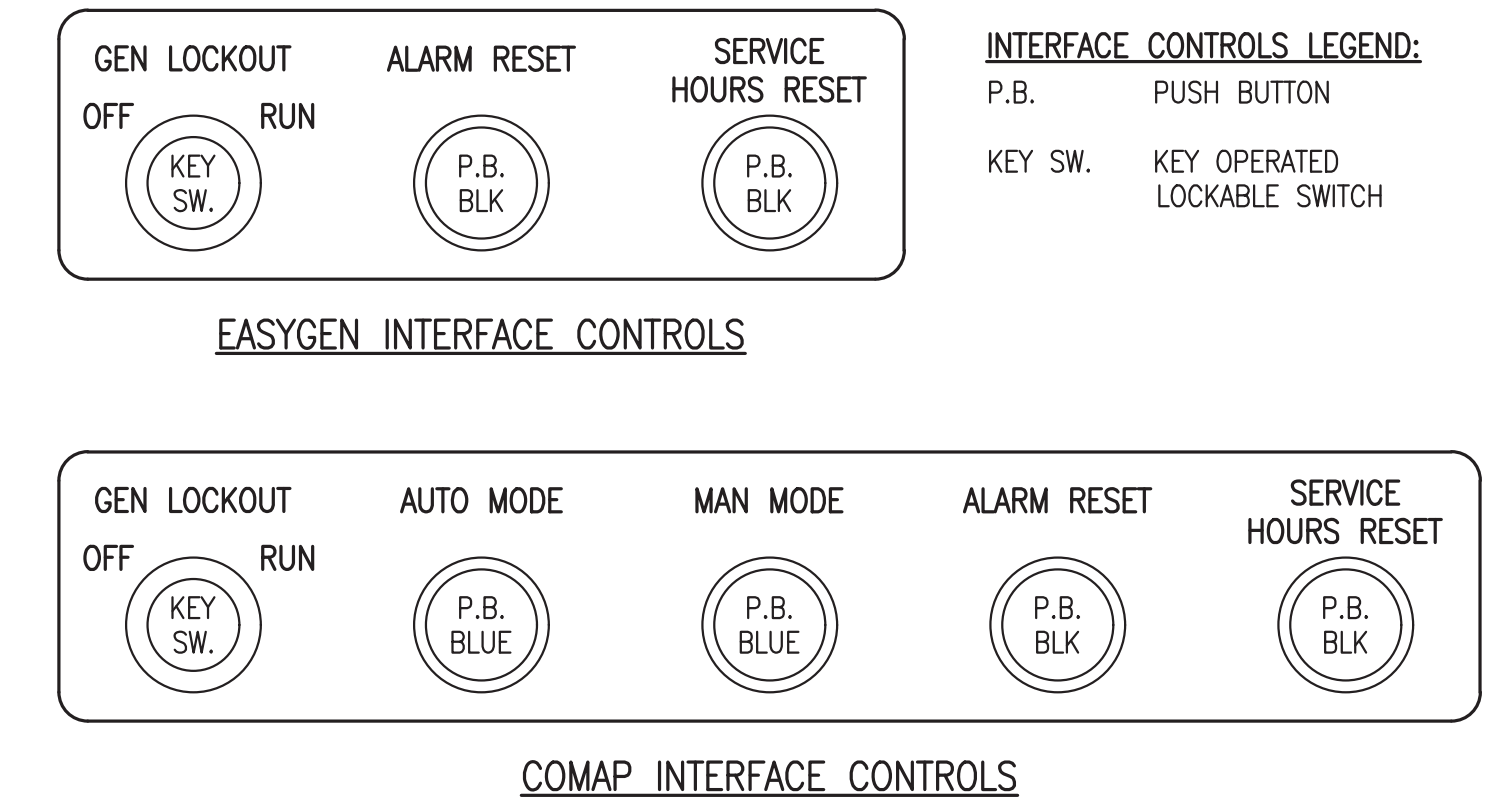 GEN LOCKOUT
ALARM RESET
SERVICE
HOURS RESET
OFF
RUN
KEY
SW.
P.B.
BLK
P.B.
BLK
EASYGEN INTERFACE CONTROLS
INTERFACE CONTROLS LEGEND:
P.B. PUSH BUTTON
KEY SW. KEY OPERATED
LOCKABLE SWITCH
GEN LOCKOUT
AUTO MODE
MAN MODE
ALARM RESET
SERVICE
HOURS RESET
OFF
RUN
KEY
SW.
P.B.
BLUE
P.B.
BLUE
P.B.
BLK
P.B.
BLK
COMAP INTERFACE CONTROLS